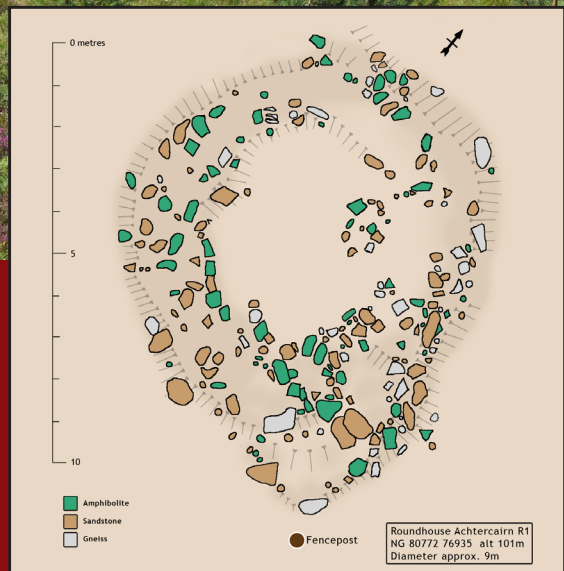 0 metres
5
10
Amphibolite
Sandstone
Gneiss
Fencepost
Roundhouse Achtercairn R1
NG 80772 76935 alt 101m
Diameter approx. 9m